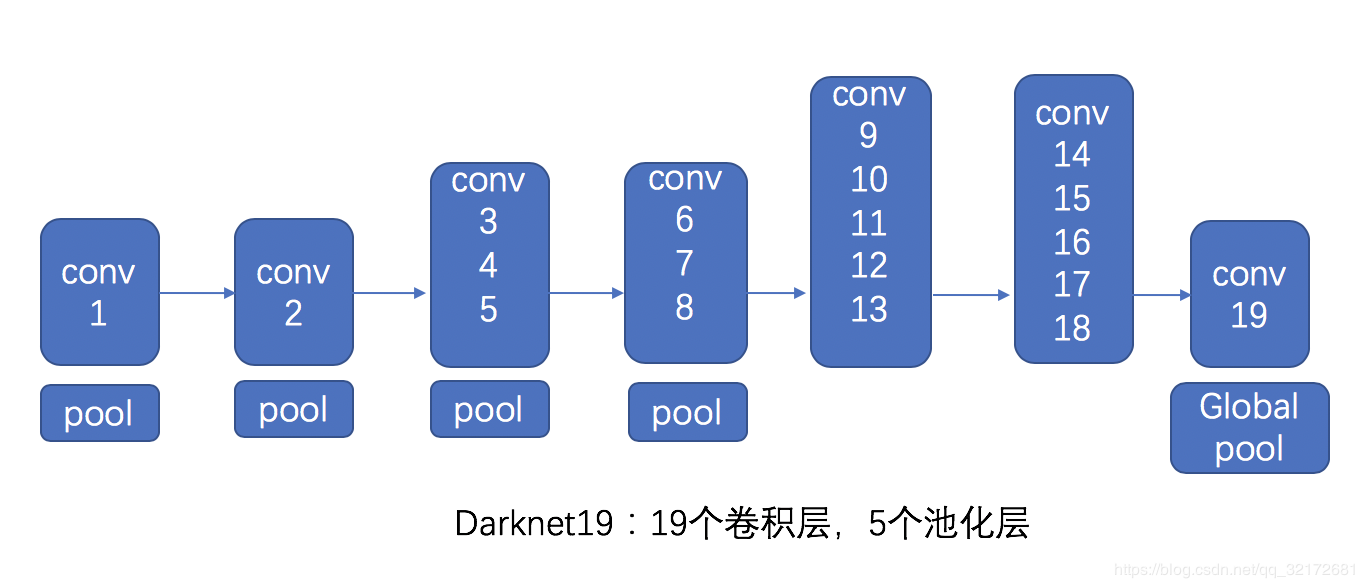 conv
1
pool
conv
2
pool
conv
3
4
5
pool
conv
6
7
8
pool
conv
9
10
11
12
13
conv
14
15
16
17
18
conv
19
Global
pool
Darknet19：19个卷积层，5个池化层
https://blog.csdn.net/qq_32172681